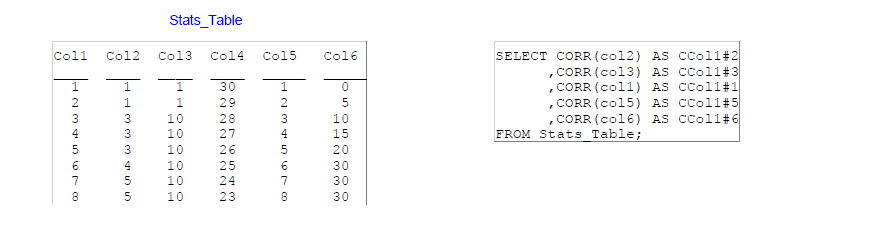 Stats_Table
Col1 Col2 Col3 Col4 Col5 Col6
1 1 1 30 1 0
2 1 1 29 2 5
3 3 10 28 3 10
4 3 10 27 4 15
5 3 10 26 5 20
6 4 10 25 6 30
7 5 10 24 7 30
8 5 10 23 8 30
SELECT CORR(col2) AS CCol1#2
,CORR(col3) AS CCol1#3
,CORR(col1) AS CCol1#1
,CORR(col5) AS CCol1#5
,CORR(col6) AS CCol1#6
FROM Stats_Table;